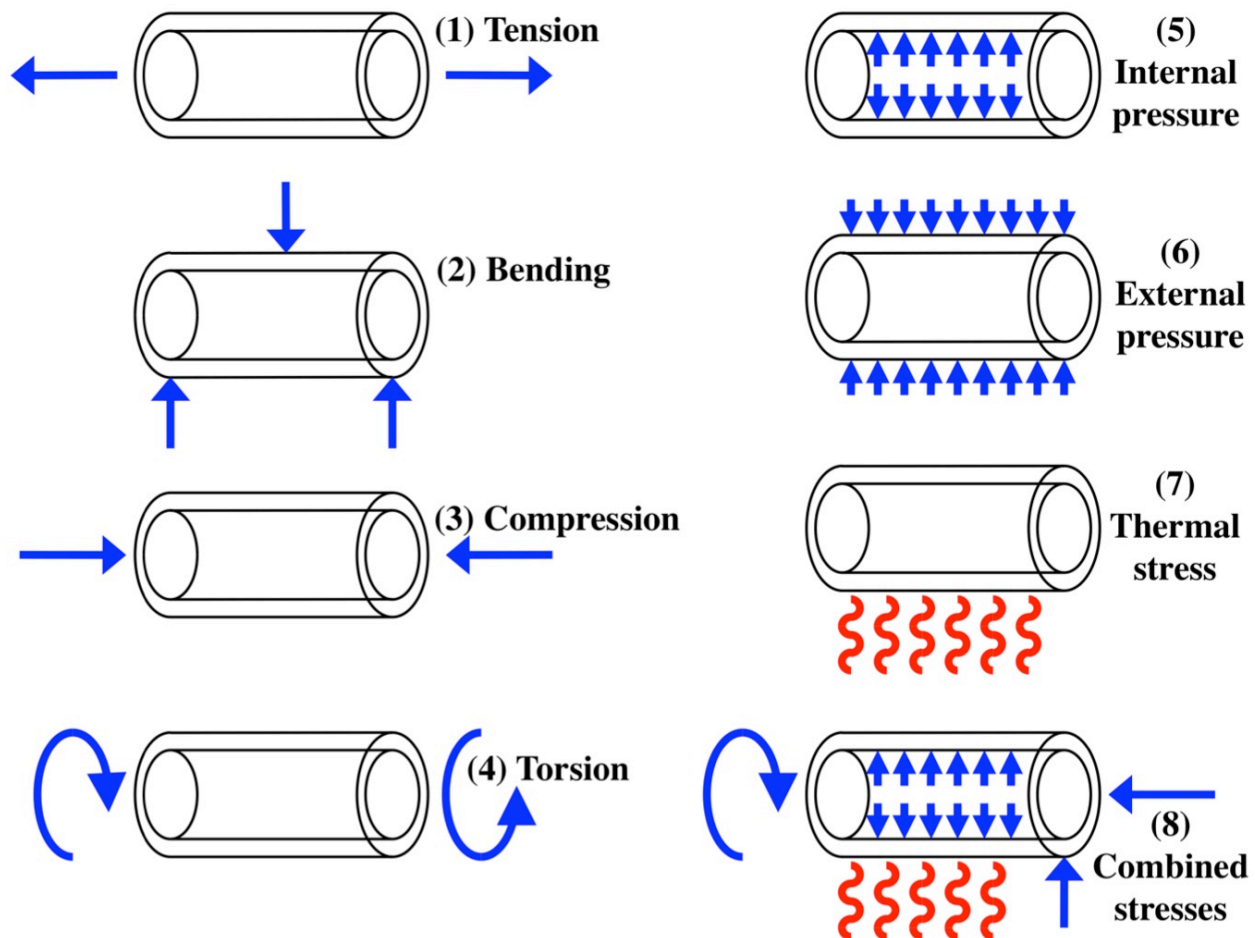 (1) Tension
(2) Bending
(3) Compression
(4) Torsion
(5)
Internal
pressure
(6)
External
pressure
(7)
Thermal
stress
(8)
Combined
stresses